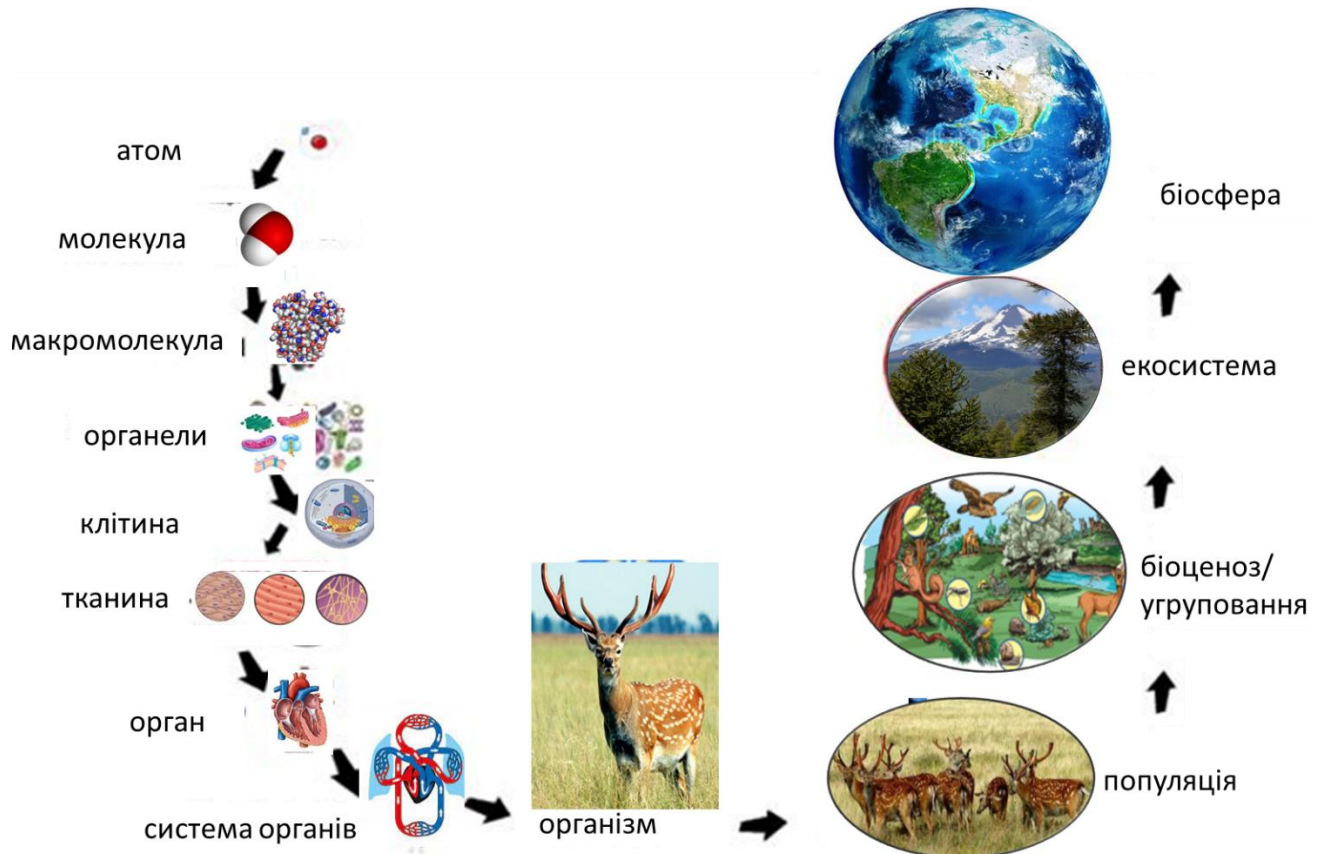 атом
молекула
макромолекула
органели
клітина
тканина
орган
система органів
організм
популяція
біоценоз/
угруповання
екосистема
біосфера